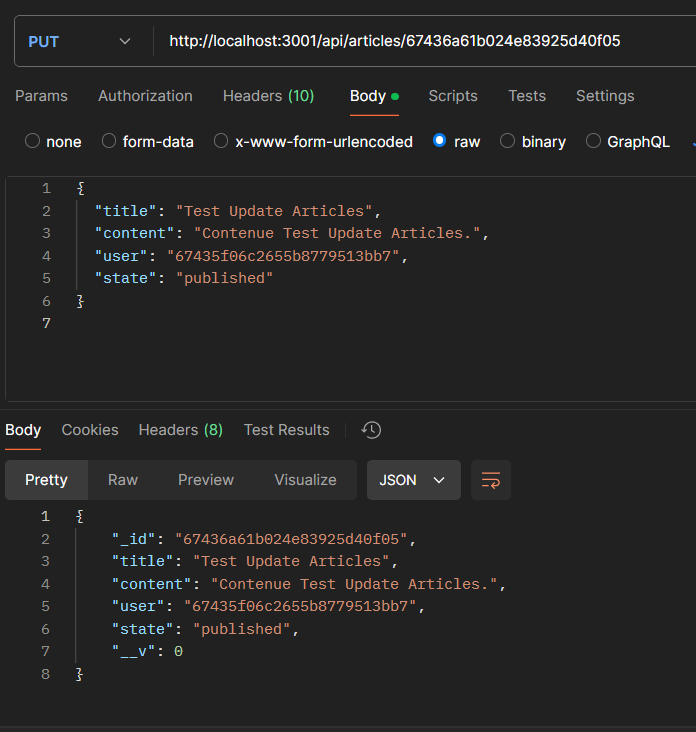 PUT http://localhost:3001/api/articles/67436a61b024e83925d40f05
Params Authorization Headers (10) Body Scripts Tests Settings
none form-data x-www-form-urlencoded raw binary GraphQL
1 {
2 "title": "Test Update Articles",
3 "content": "Contenue Test Update Articles.",
4 "user": "67435f06c2655b8779513bb7",
5 "state": "published"
6 }
7
Body Cookies Headers (8) Test Results
Pretty Raw Preview Visualize JSON
1 {
2 "_id": "67436a61b024e83925d40f05",
3 "title": "Test Update Articles",
4 "content": "Contenue Test Update Articles.",
5 "user": "67435f06c2655b8779513bb7",
6 "state": "published",
7 "__v": 0
8 }